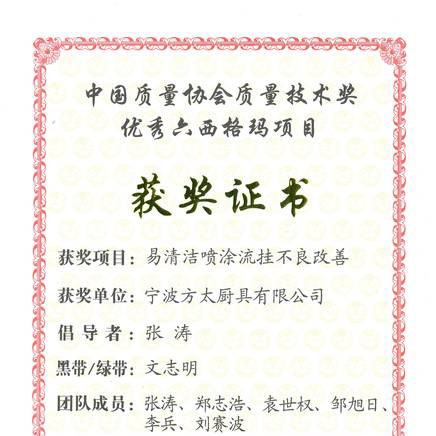 中国质量协会质量技术奖
优秀六西格玛项目
获奖证书
获奖项目：易清洁喷涂流挂不良改善
获奖单位：宁波方太厨具有限公司
倡导者：张涛
黑带/绿带：文志明
团队成员：张涛、郑志浩、袁世权、邹旭日、
李兵、刘赛波